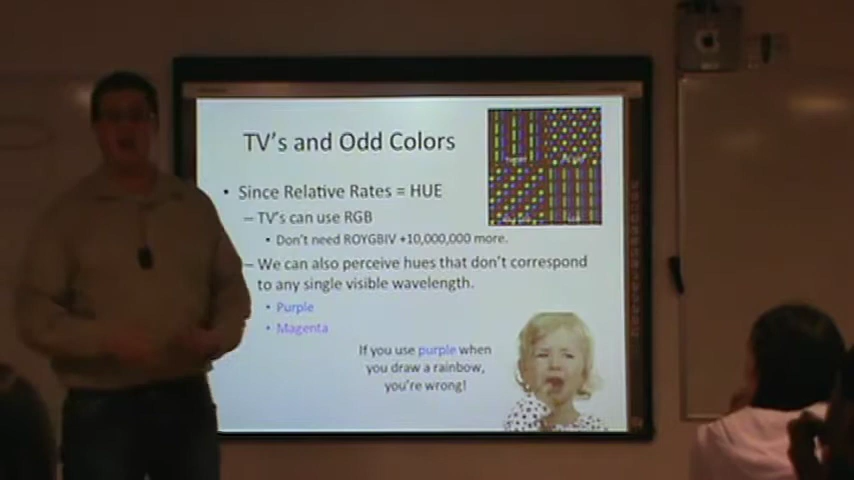 TV's and Odd Colors
• Since Relative Rates = HUE
– TV's can use RGB
• Don't need ROYGBIV +10,000,000 more.
– We can also perceive hues that don't correspond
to any single visible wavelength.
• Purple
• Magenta
If you use purple when
you draw a rainbow,
you're wrong!